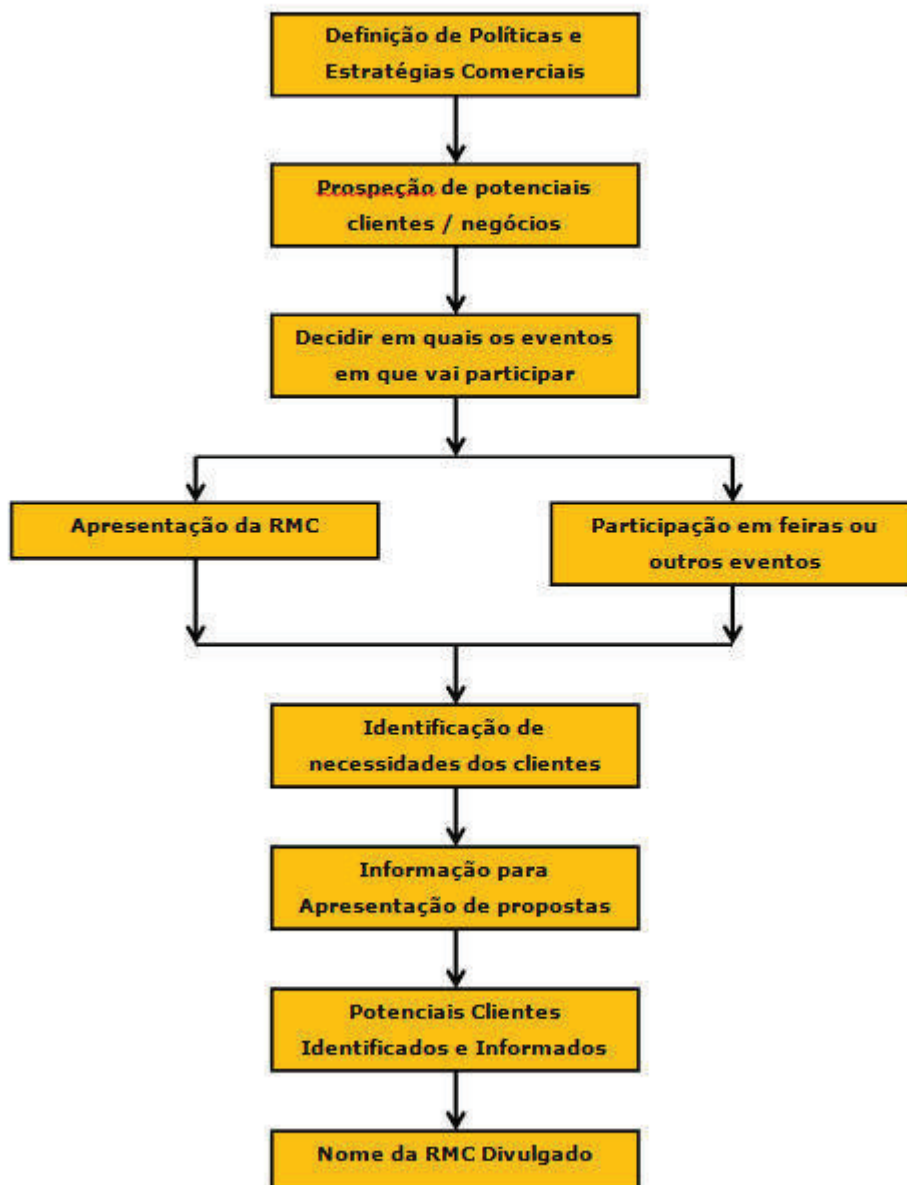 Definição de Políticas e
Estratégias Comerciais
Prospeção de potenciais
clientes / negócios
Decidir em quais os eventos
em que vai participar
Apresentação da RMC
Participação em feiras ou
outros eventos
Identificação de
necessidades dos clientes
Informação para
Apresentação de propostas
Potenciais Clientes
Identificados e Informados
Nome da RMC Divulgado